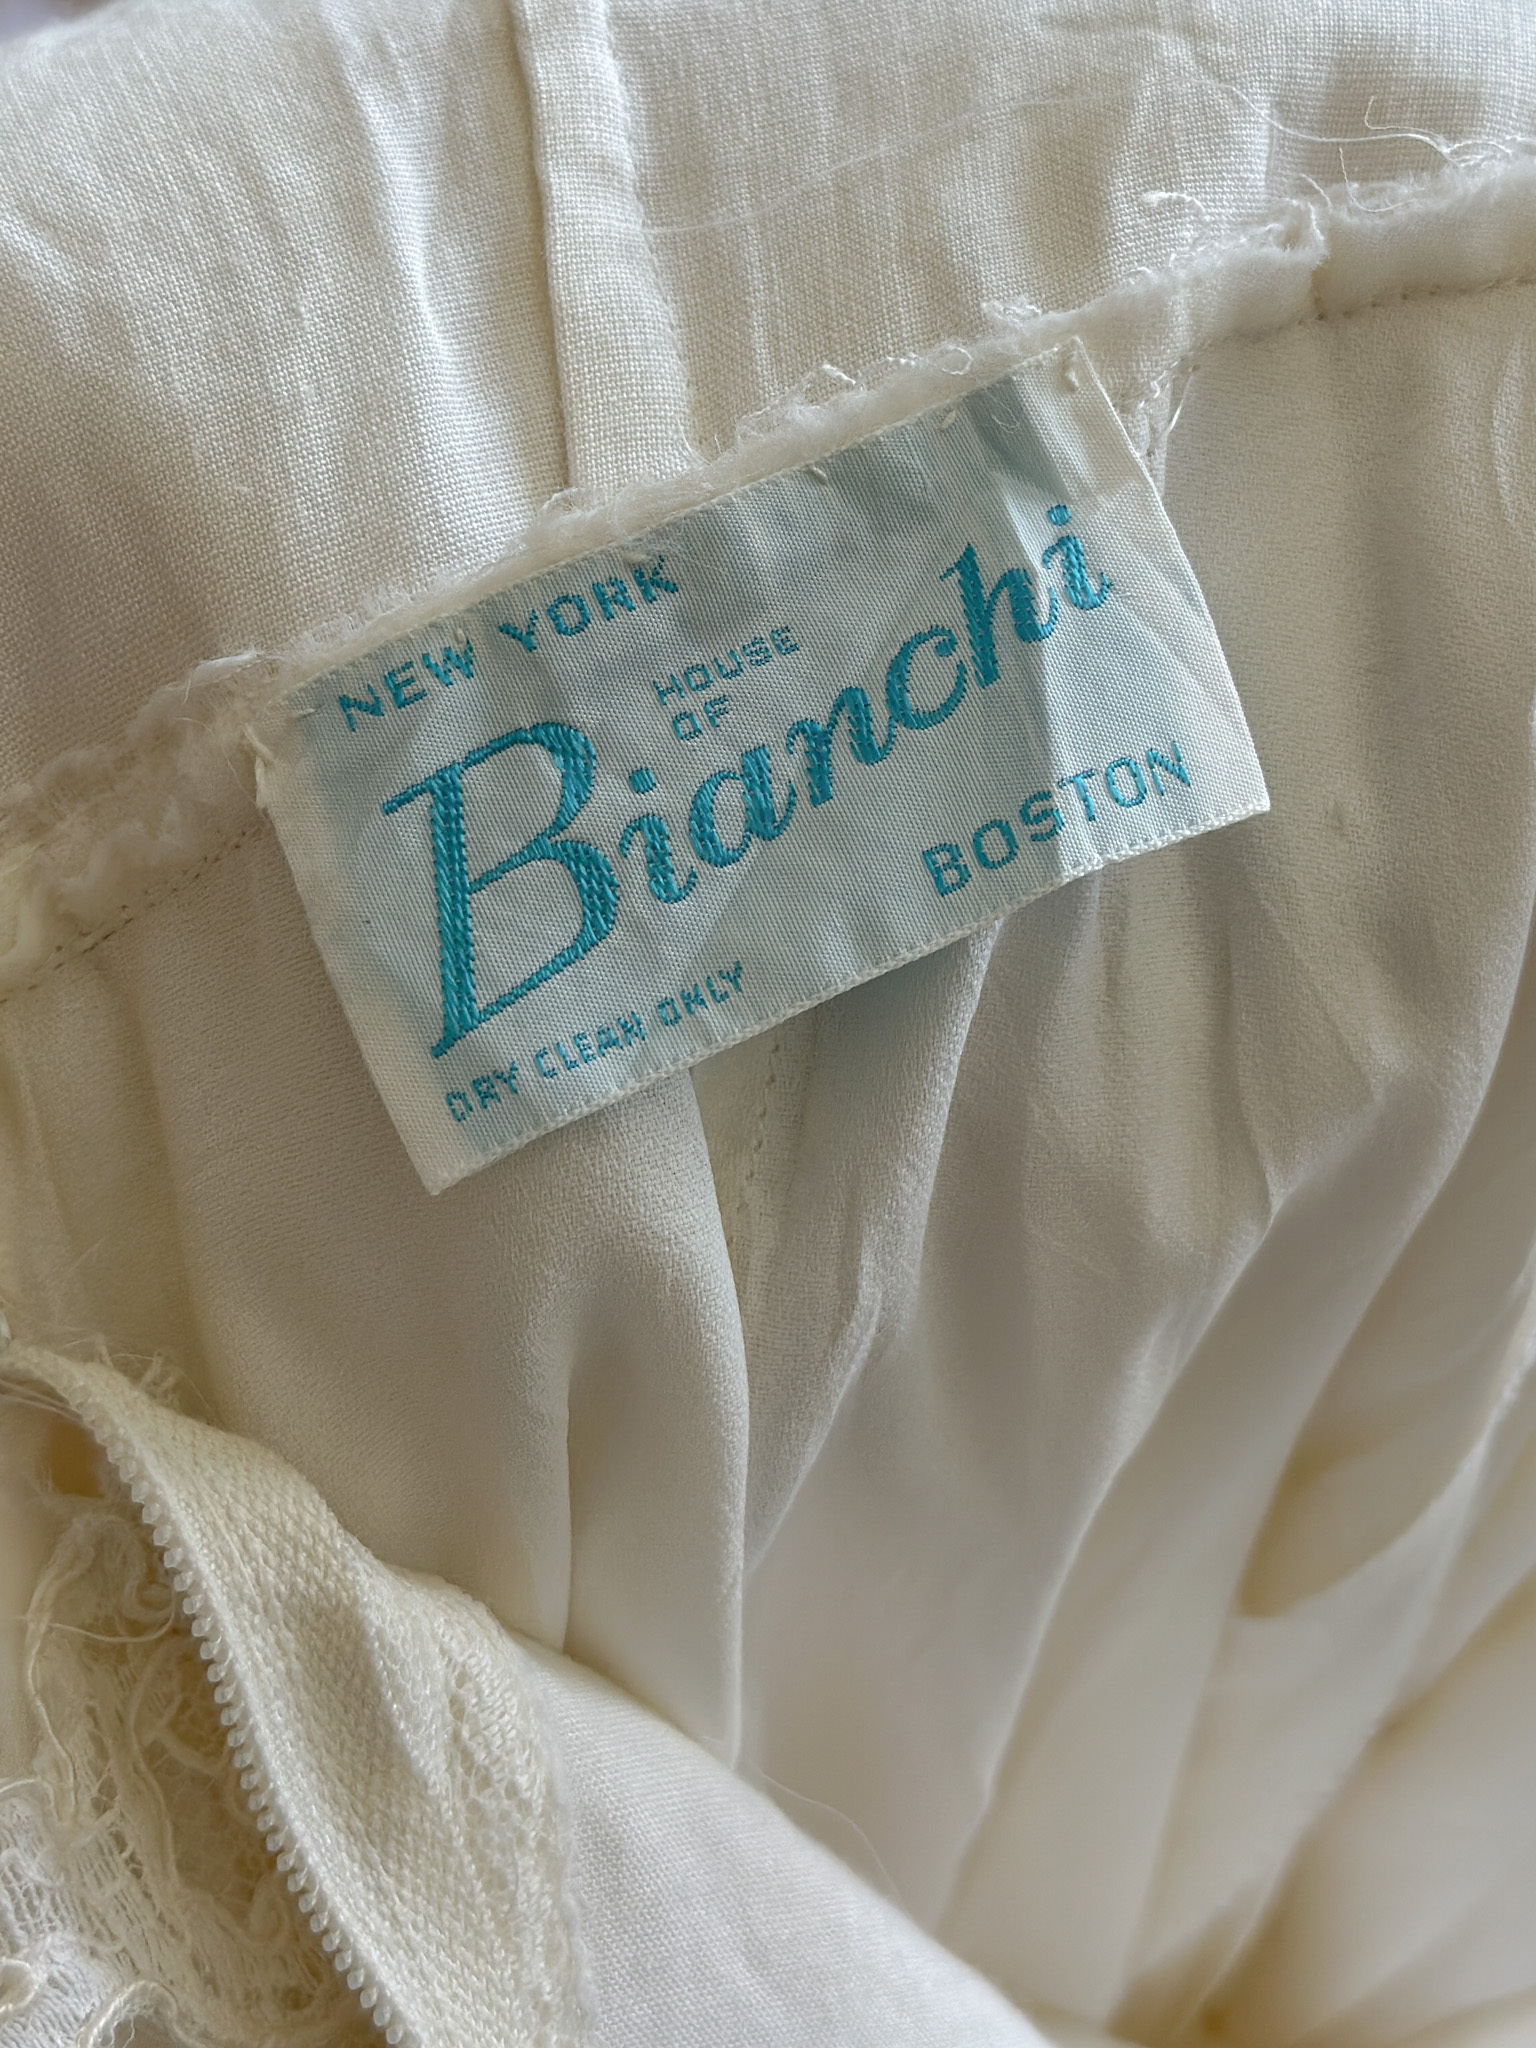 NEW YORK
HOUSE
OF
Bianchi
BOSTON
DRY CLEAN ONLY